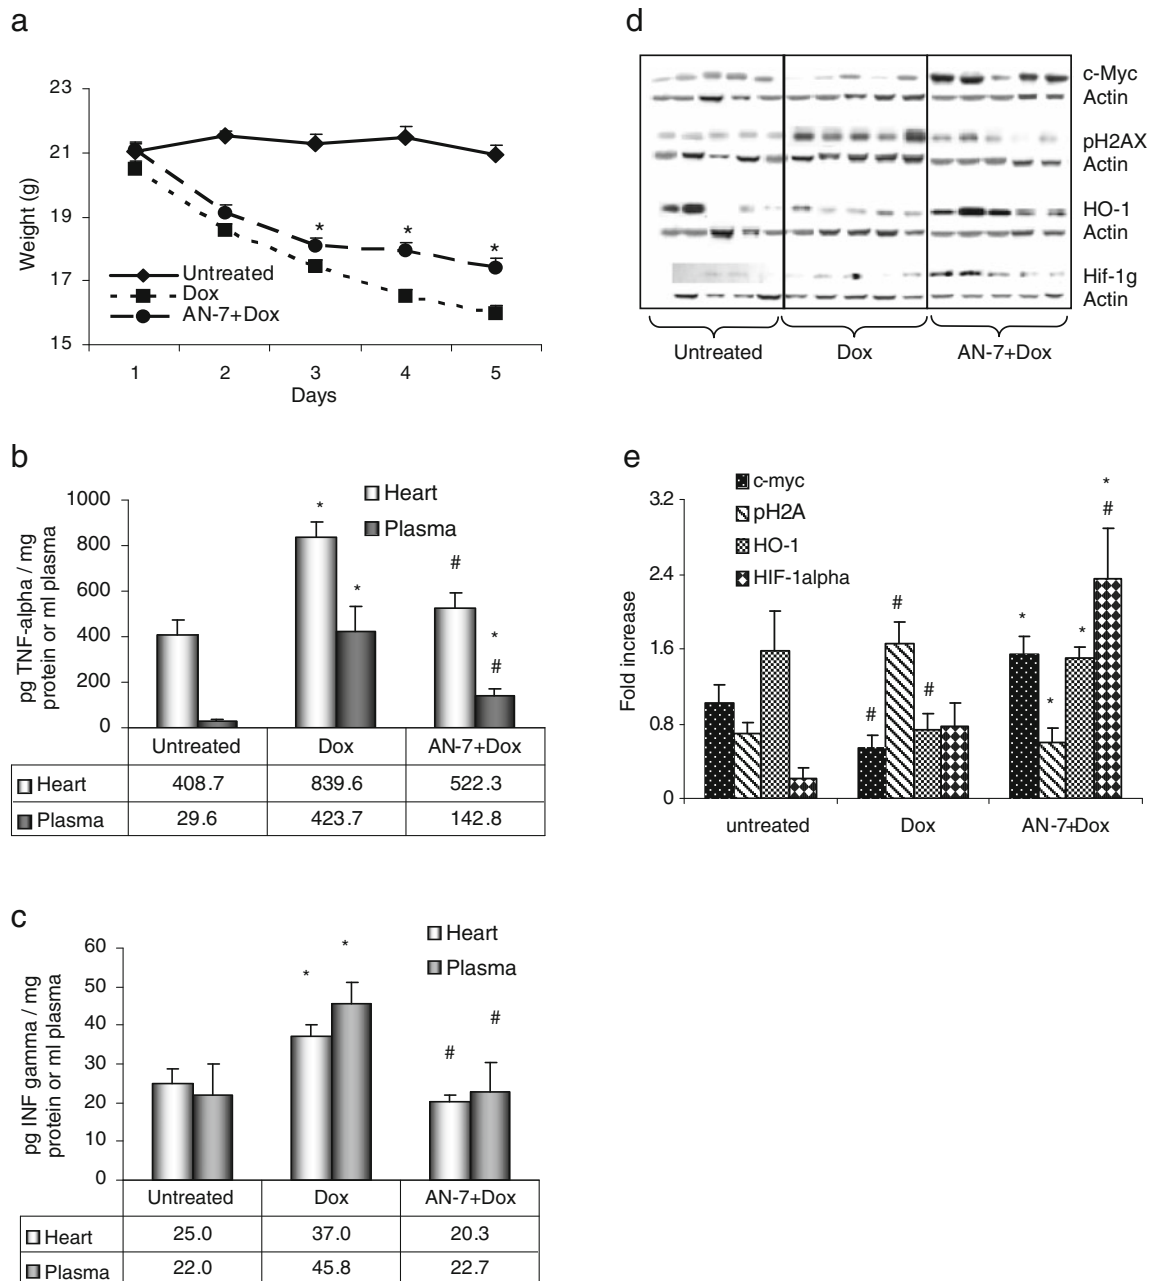 a
23
21
19
17
15
Weight (g)
Untreated
Dox
AN-7+Dox
*
*
*
1 2 3 4 5
Days
b
1000
800
600
400
200
0
pg TNF-alpha / mg
protein or ml plasma
Heart
Plasma
*
*
#
*
#
Untreated Dox AN-7+Dox
Heart 408.7 839.6 522.3
Plasma 29.6 423.7 142.8
c
60
50
40
30
20
10
0
pg INF gamma / mg
protein or ml plasma
Heart
Plasma
*
*
#
#
Untreated Dox AN-7+Dox
Heart 25.0 37.0 20.3
Plasma 22.0 45.8 22.7
d
c-Myc
Actin
pH2AX
Actin
HO-1
Actin
Hif-1g
Actin
Untreated Dox AN-7+Dox
e
3.2
2.4
1.6
0.8
0
Fold increase
c-myc
pH2A
HO-1
HIF-1alpha
#
#
#
*
*
*
*
#
untreated Dox AN-7+Dox